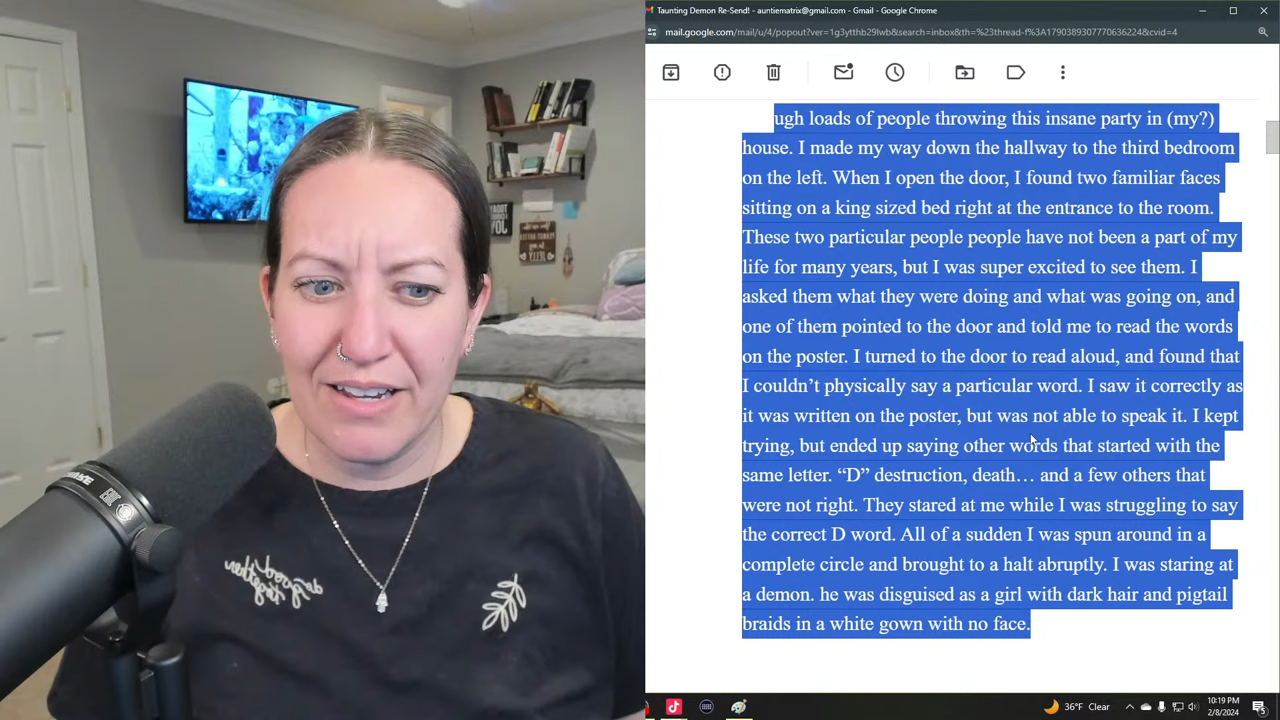 Taunting Demon Re-Send! - auntiematrix@gmail.com - Gmail - Google Chrome
mail.google.com/mail/u/4/popout?ver=1g3ytthb29lwb&search=inbox&th=%23thread-f%3A1790389307770636224&cvid=4
ugh loads of people throwing this insane party in (my?)
house. I made my way down the hallway to the third bedroom
on the left. When I open the door, I found two familiar faces
sitting on a king sized bed right at the entrance to the room.
These two particular people people have not been a part of my
life for many years, but I was super excited to see them. I
asked them what they were doing and what was going on, and
one of them pointed to the door and told me to read the words
on the poster. I turned to the door to read aloud, and found that
I couldn’t physically say a particular word. I saw it correctly as
it was written on the poster, but was not able to speak it. I kept
trying, but ended up saying other words that started with the
same letter. “D” destruction, death… and a few others that
were not right. They stared at me while I was struggling to say
the correct D word. All of a sudden I was spun around in a
complete circle and brought to a halt abruptly. I was staring at
a demon. he was disguised as a girl with dark hair and pigtail
braids in a white gown with no face.
36°F Clear
10:19 PM
2/8/2024
TODAY
PEANUT
JELLY